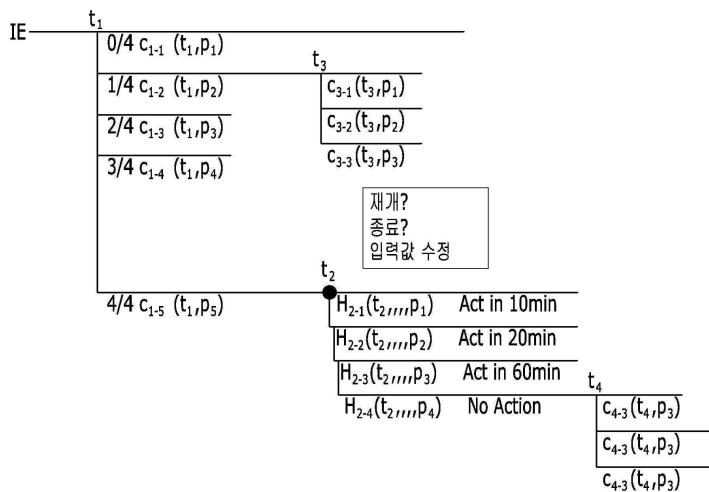 t₁
IE
0/4 c₁₋₁ (t₁,p₁)
t₃
1/4 c₁₋₂ (t₁,p₂)
c₃₋₁(t₃,p₁)
2/4 c₁₋₃ (t₁,p₃)
c₃₋₂(t₃,p₂)
3/4 c₁₋₄ (t₁,p₄)
c₃₋₃(t₃,p₃)
재개?
종료?
입력값 수정
t₂
4/4 c₁₋₅ (t₁,p₅)
H₂₋₁(t₂,,,,p₁) Act in 10min
H₂₋₂(t₂,,,,p₂) Act in 20min
H₂₋₃(t₂,,,,p₃) Act in 60min
t₄
H₂₋₄(t₂,,,,p₄) No Action
c₄₋₃(t₄,p₃)
c₄₋₃(t₄,p₃)
c₄₋₃(t₄,p₃)